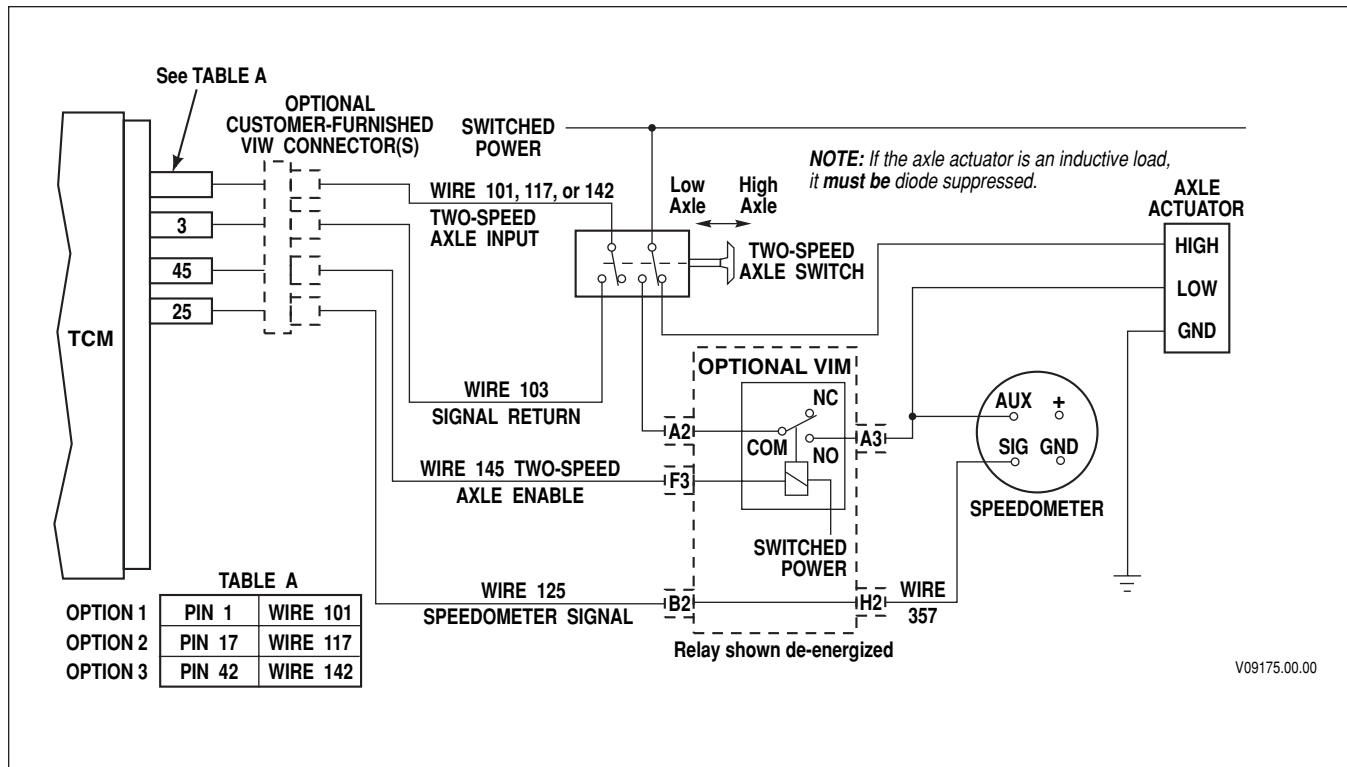 See TABLE A
OPTIONAL
CUSTOMER-FURNISHED
VIW CONNECTOR(S)
SWITCHED
POWER
NOTE: If the axle actuator is an inductive load,
it must be diode suppressed.
WIRE 101, 117, or 142
TWO-SPEED
AXLE INPUT
Low
Axle
High
Axle
TWO-SPEED
AXLE SWITCH
AXLE
ACTUATOR
HIGH
LOW
GND
3
45
25
TCM
WIRE 103
SIGNAL RETURN
OPTIONAL VIM
NC
COM
NO
A2
A3
F3
WIRE 145 TWO-SPEED
AXLE ENABLE
SWITCHED
POWER
AUX +
SIG GND
SPEEDOMETER
WIRE 125
SPEEDOMETER SIGNAL
B2
H2
WIRE
357
Relay shown de-energized
TABLE A
OPTION 1 PIN 1 WIRE 101
OPTION 2 PIN 17 WIRE 117
OPTION 3 PIN 42 WIRE 142
V09175.00.00